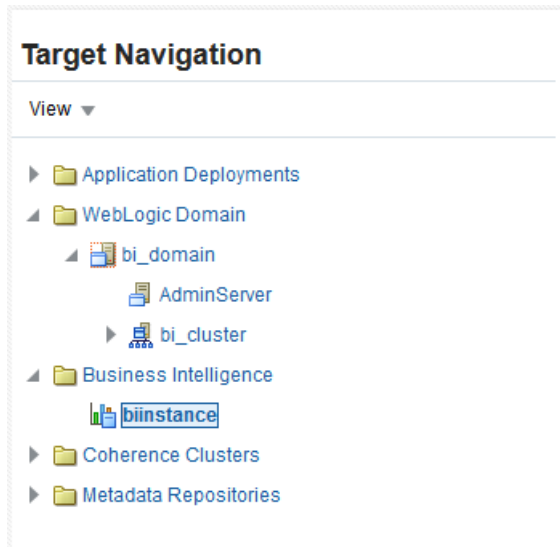 Target Navigation
View
Application Deployments
WebLogic Domain
bi_domain
AdminServer
bi_cluster
Business Intelligence
biinstance
Coherence Clusters
Metadata Repositories